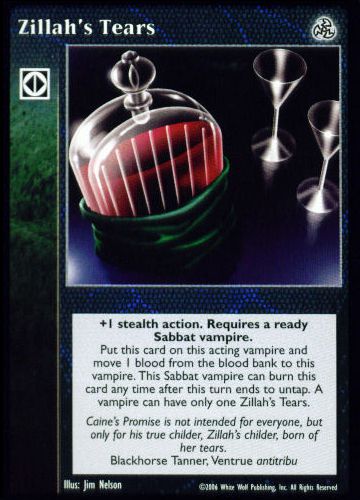 Zillah's Tears
+1 stealth action. Requires a ready
Sabbat vampire.
Put this card on this acting vampire and
move 1 blood from the blood bank to this
vampire. This Sabbat vampire can burn this
card any time after this turn ends to untap. A
vampire can have only one Zillah's Tears.
Caine's Promise is not intended for everyone, but
only for his true childer, Zillah's childer, born of
her tears.
Blackhorse Tanner, Ventrue antitribu
Illus: Jim Nelson
©2006 White Wolf Publishing, Inc. All Rights Reserved